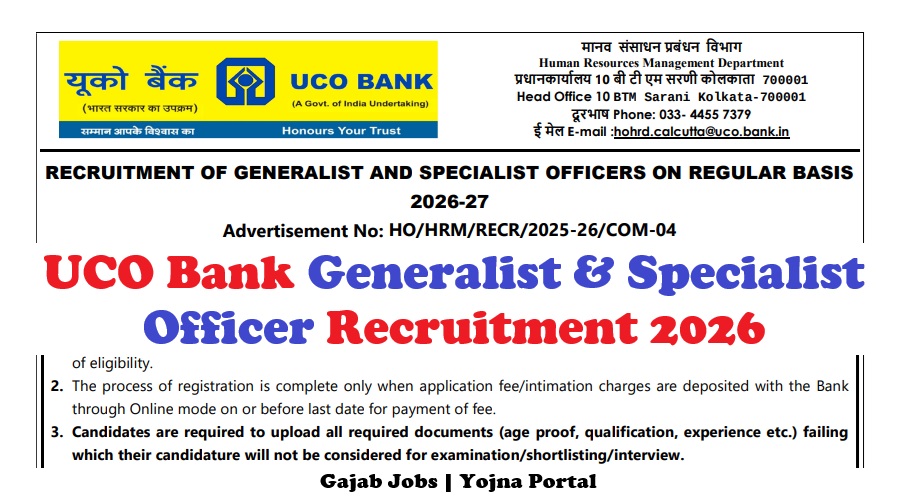 यूको बैंक
(भारत सरकार का उपक्रम)
सम्मान आपके विश्वास का
UCO BANK
(A Govt. of India Undertaking)
Honours Your Trust
मानव संसाधन प्रबंधन विभाग
Human Resources Management Department
प्रधानकार्यालय 10 बी टी एम सरणी कोलकाता 700001
Head Office 10 BTM Sarani Kolkata-700001
दूरभाष Phone: 033- 4455 7379
ई मेल E-mail :hohrd.calcutta@uco.bank.in
RECRUITMENT OF GENERALIST AND SPECIALIST OFFICERS ON REGULAR BASIS
2026-27
Advertisement No: HO/HRM/RECR/2025-26/COM-04
UCO Bank Generalist & Specialist
Officer Recruitment 2026
of eligibility.
2. The process of registration is complete only when application fee/intimation charges are deposited with the Bank
through Online mode on or before last date for payment of fee.
3. Candidates are required to upload all required documents (age proof, qualification, experience etc.) failing
which their candidature will not be considered for examination/shortlisting/interview.
Gajab Jobs | Yojna Portal